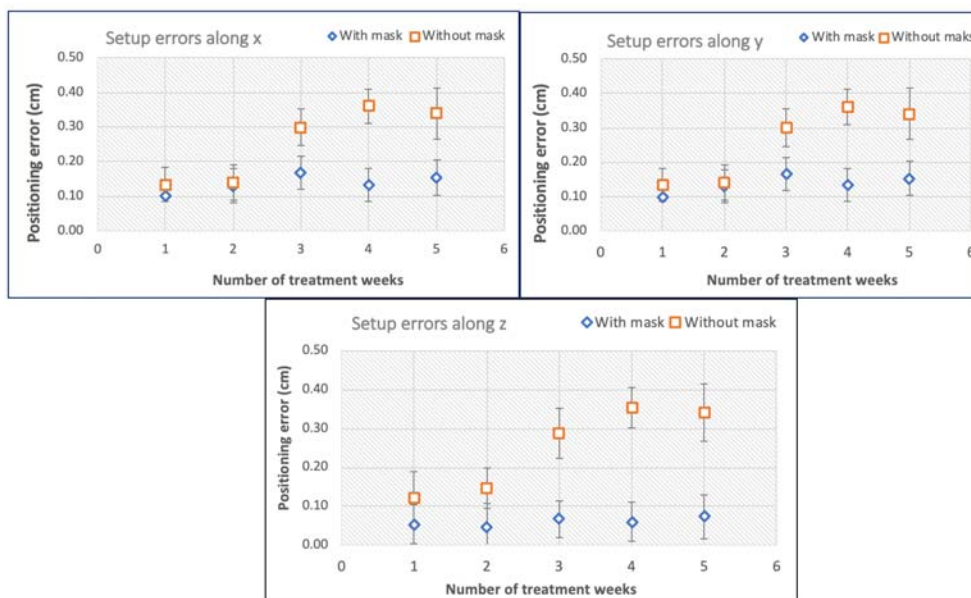 Setup errors along x
With mask Without mask
Positioning error (cm)
0.50
0.40
0.30
0.20
0.10
0.00
0 1 2 3 4 5 6
Number of treatment weeks
Setup errors along y
With mask Without maks
Positioning error (cm)
0.50
0.40
0.30
0.20
0.10
0.00
0 1 2 3 4 5 6
Number of treatment weeks
Setup errors along z
With mask Without mask
Positioning error (cm)
0.50
0.40
0.30
0.20
0.10
0.00
0 1 2 3 4 5 6
Number of treatment weeks